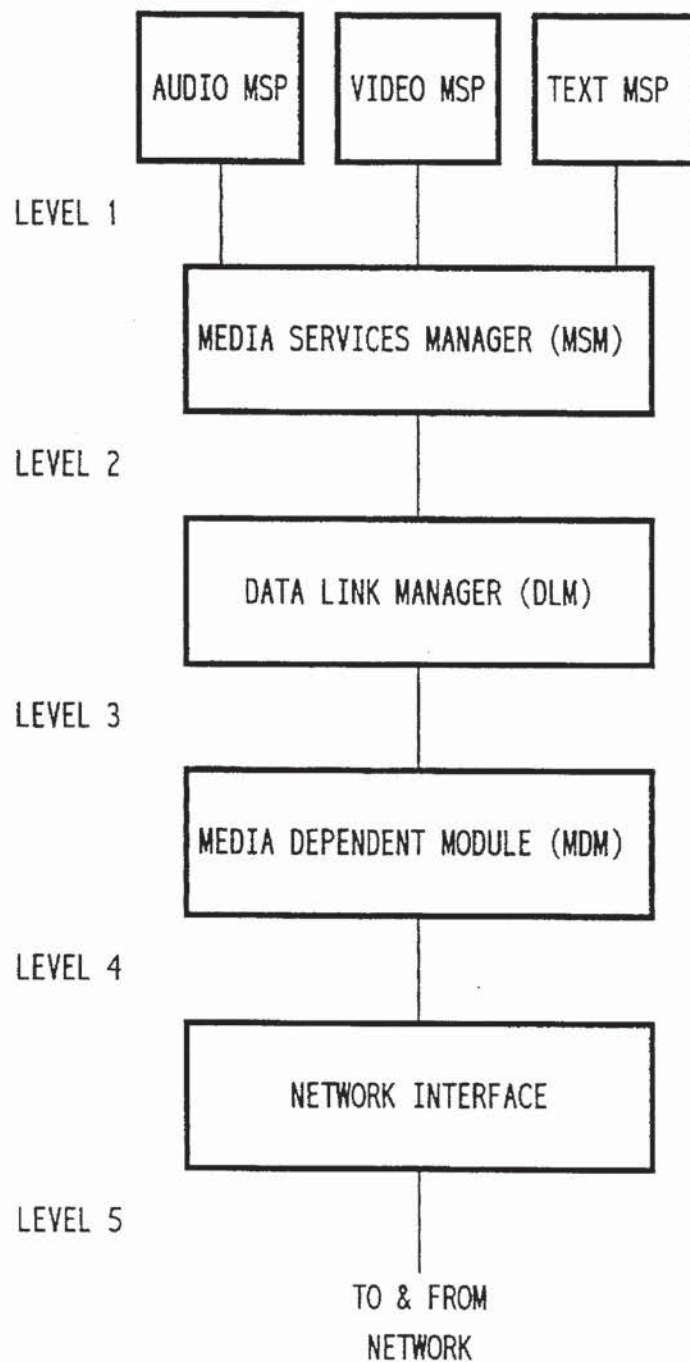 AUDIO MSP
VIDEO MSP
TEXT MSP
LEVEL 1
MEDIA SERVICES MANAGER (MSM)
LEVEL 2
DATA LINK MANAGER (DLM)
LEVEL 3
MEDIA DEPENDENT MODULE (MDM)
LEVEL 4
NETWORK INTERFACE
LEVEL 5
TO & FROM
NETWORK